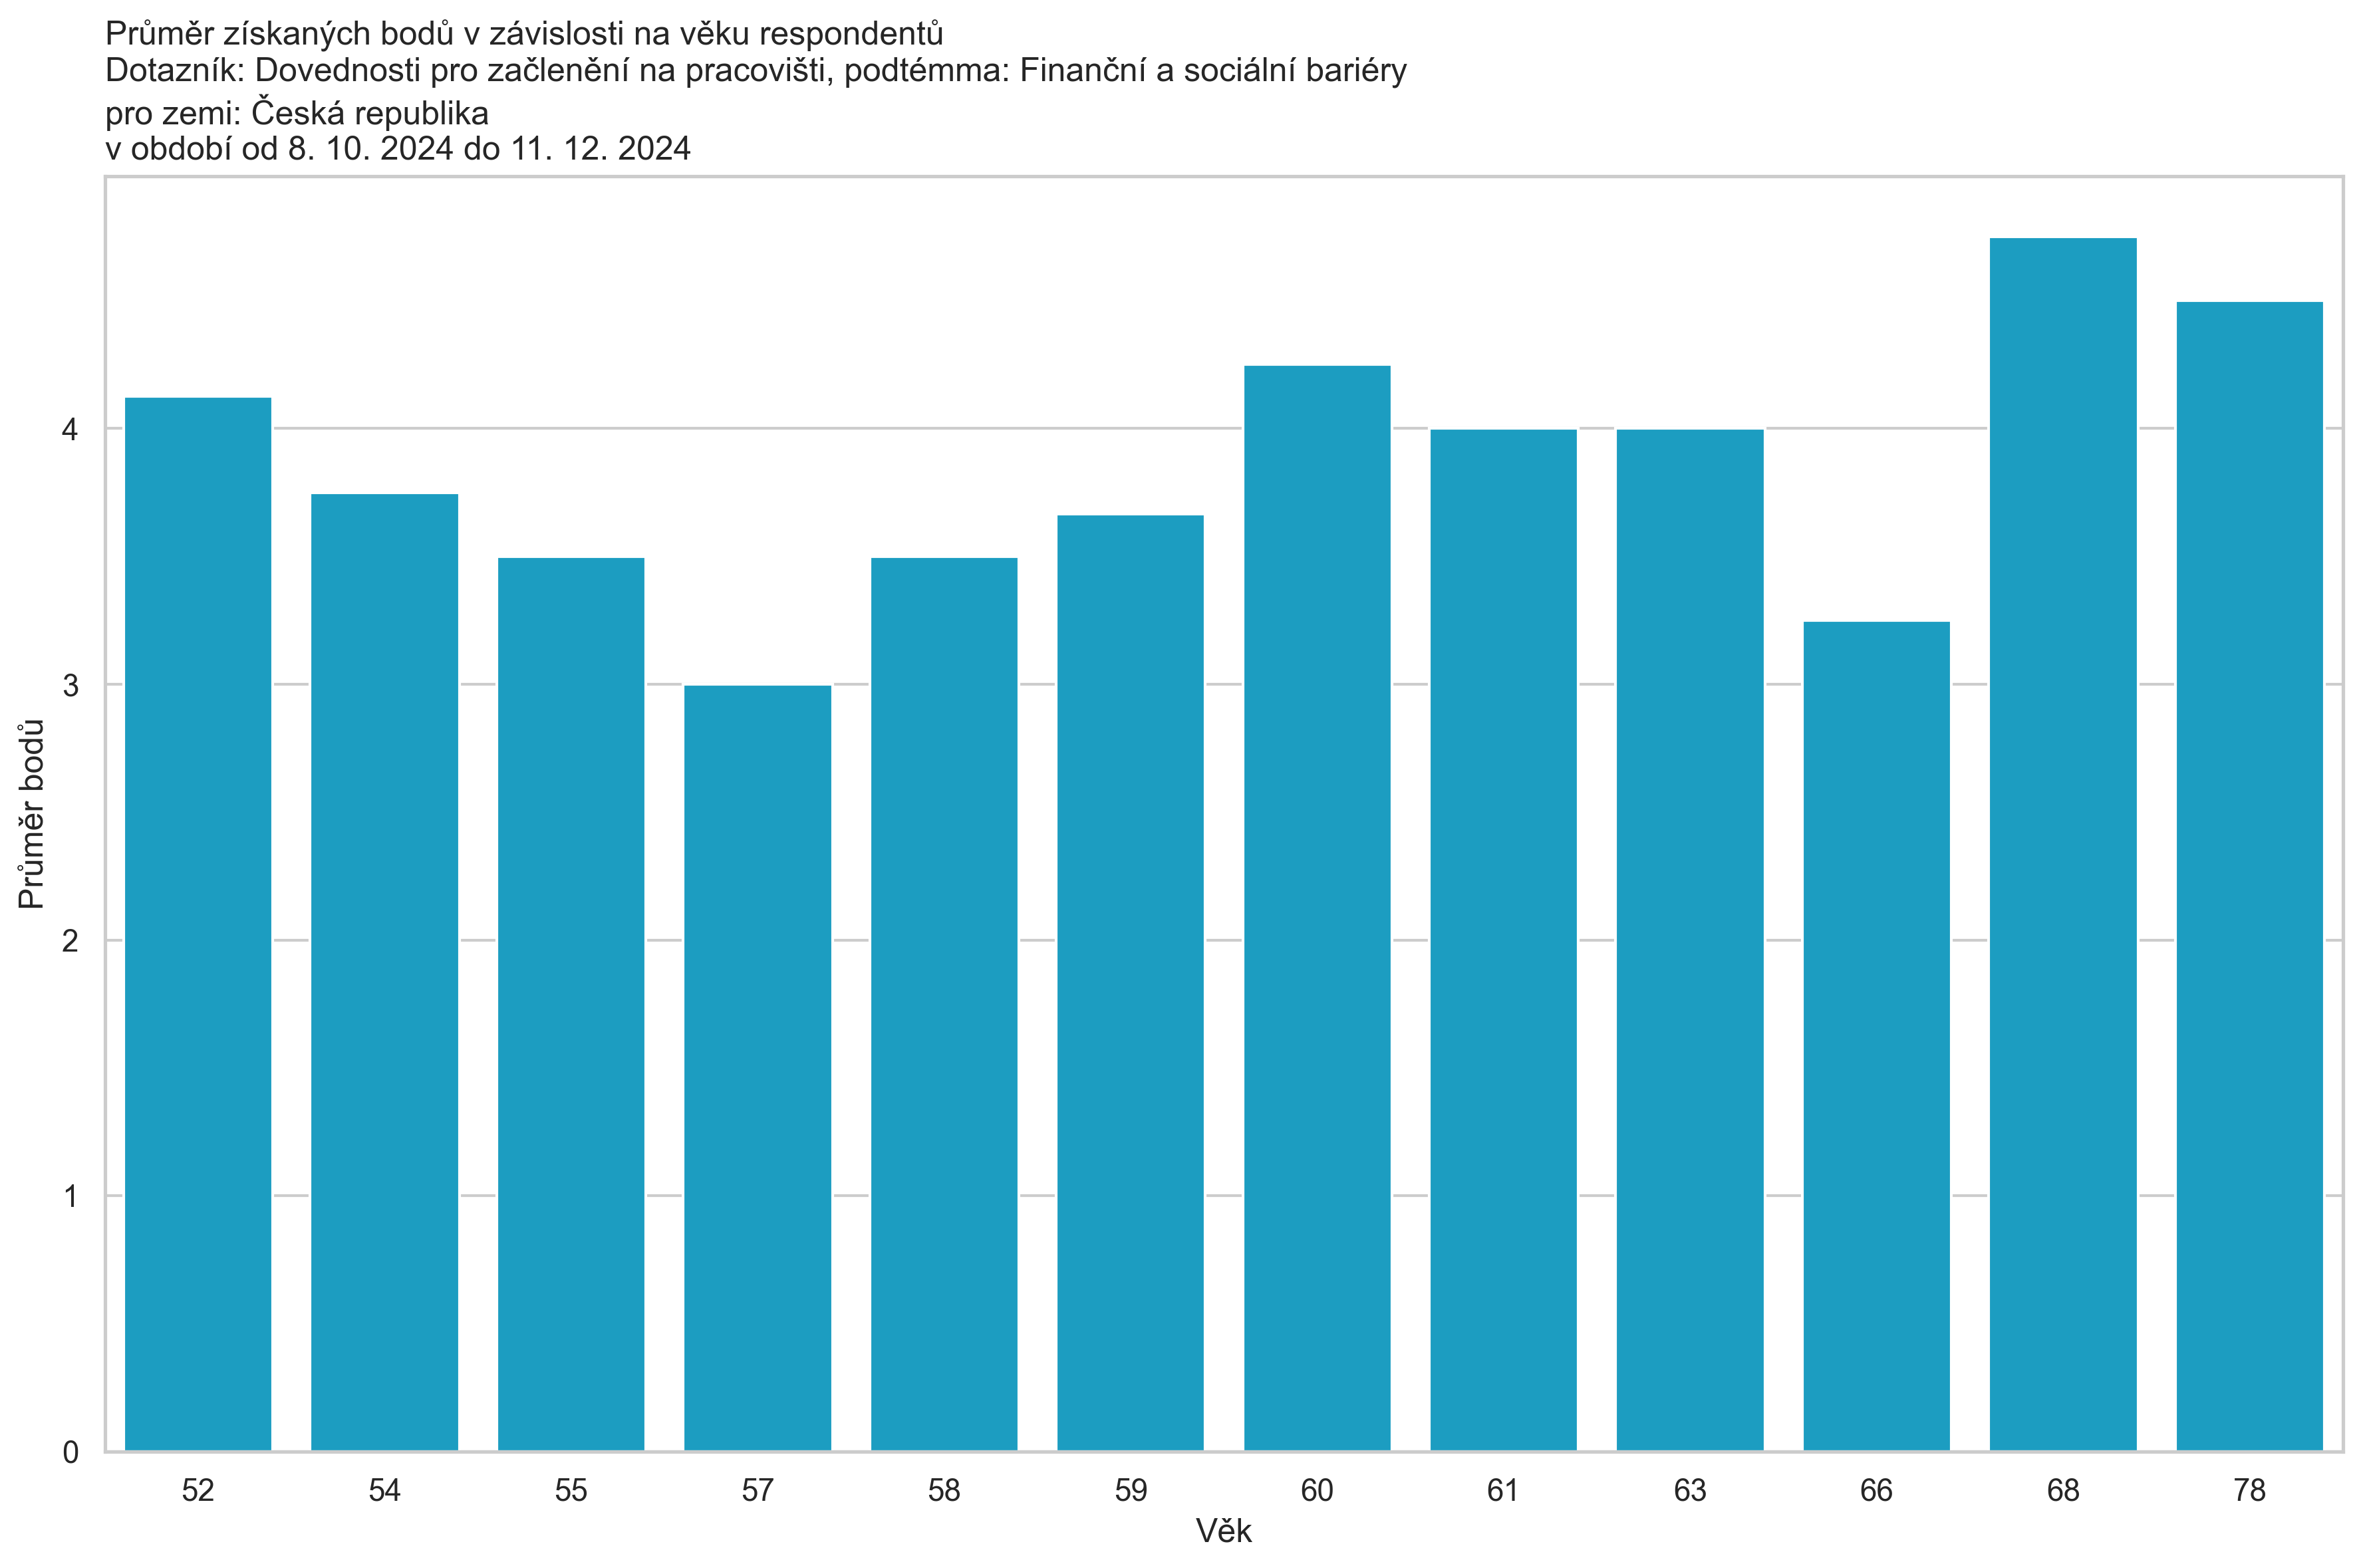 Průměr získaných bodů v závislosti na věku respondentů
Dotazník: Dovednosti pro začlenění na pracovišti, podtémma: Finanční a sociální bariéry
pro zemi: Česká republika
v období od 8. 10. 2024 do 11. 12. 2024
Průměr bodů
4
3
2
1
0
52 54 55 57 58 59 60 61 63 66 68 78
Věk